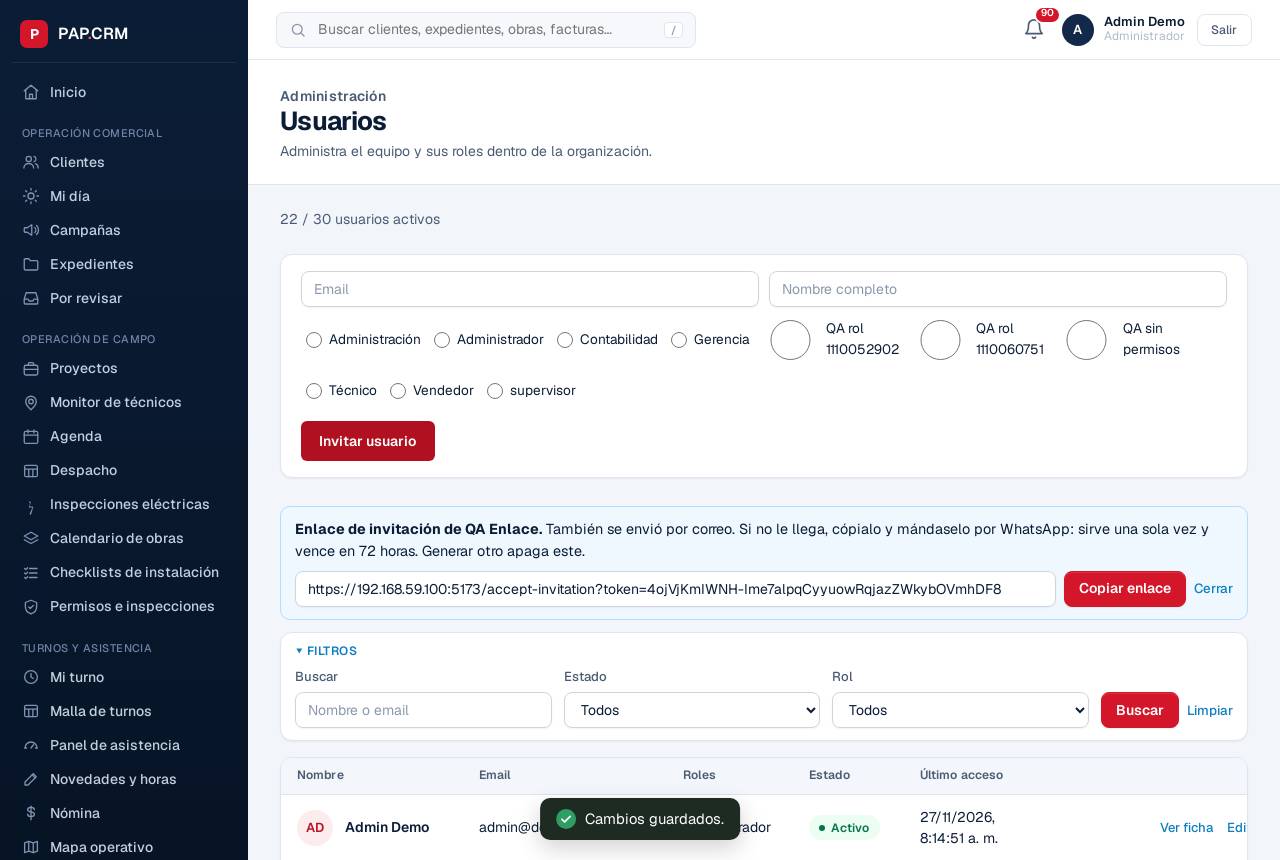 P PAP.CRM
Buscar clientes, expedientes, obras, facturas... /
90
A
Admin Demo
Administrador
Salir
Inicio
OPERACIÓN COMERCIAL
Clientes
Mi día
Campañas
Expedientes
Por revisar
OPERACIÓN DE CAMPO
Proyectos
Monitor de técnicos
Agenda
Despacho
Inspecciones eléctricas
Calendario de obras
Checklists de instalación
Permisos e inspecciones
TURNOS Y ASISTENCIA
Mi turno
Malla de turnos
Panel de asistencia
Novedades y horas
Nómina
Mapa operativo
Administración
Usuarios
Administra el equipo y sus roles dentro de la organización.
22 / 30 usuarios activos
Email Nombre completo
Administración Administrador Contabilidad Gerencia QA rol 1110052902 QA rol 1110060751 QA sin permisos
Técnico Vendedor supervisor
Invitar usuario
Enlace de invitación de QA Enlace. También se envió por correo. Si no le llega, cópialo y mándaselo por WhatsApp: sirve una sola vez y
vence en 72 horas. Generar otro apaga este.
https://192.168.59.100:5173/accept-invitation?token=4ojVjKmIWNH-Ime7alpqCyyuowRqjazZWkybOVmhDF8 Copiar enlace Cerrar
▾ FILTROS
Buscar Estado Rol
Nombre o email Todos Todos Buscar Limpiar
Nombre Email Roles Estado Último acceso
AD Admin Demo Activo 27/11/2026, Ver ficha
8:14:51 a. m.
Cambios guardados.